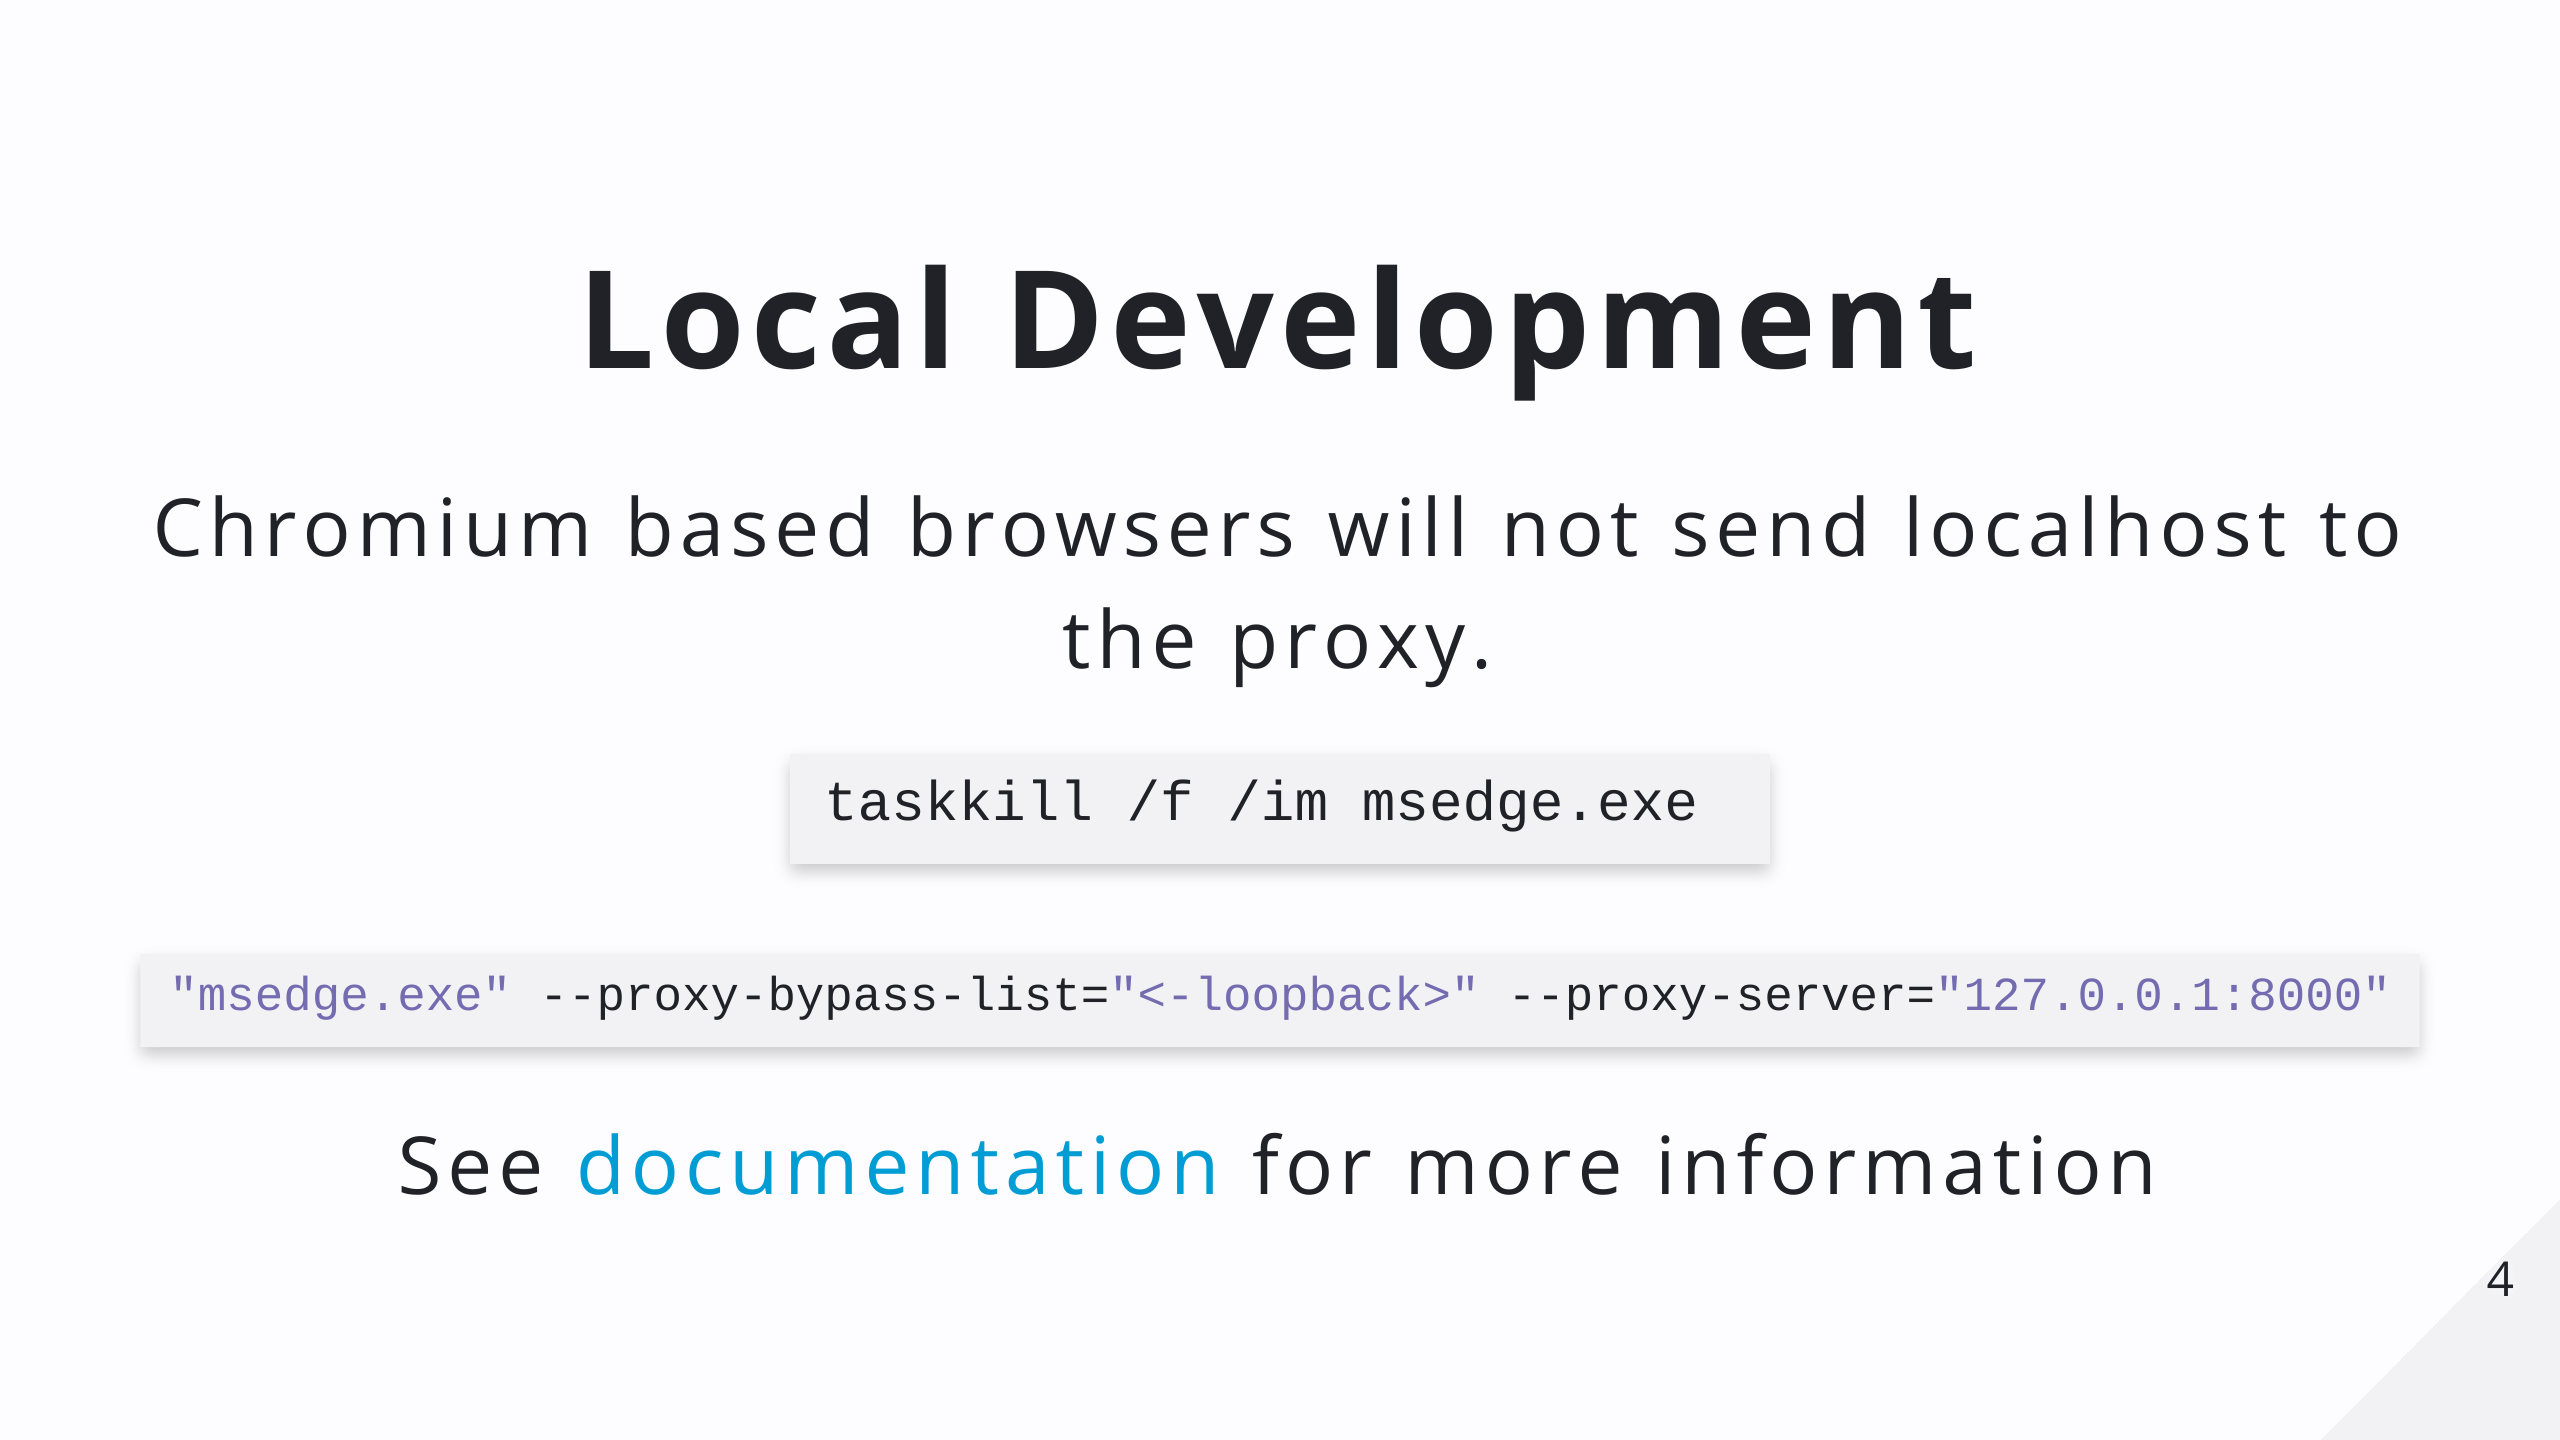 Local Development
Chromium based browsers will not send localhost to
the proxy.
taskkill /f /im msedge.exe
"msedge.exe" --proxy-bypass-list="<-loopback>" --proxy-server="127.0.0.1:8000"
See documentation for more information
4